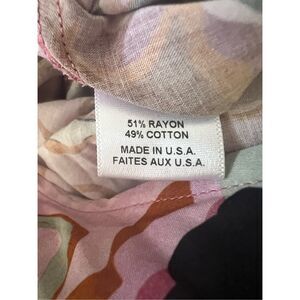 51% RAYON
49% COTTON
MADE IN U.S.A.
FAITES AUX U.S.A.